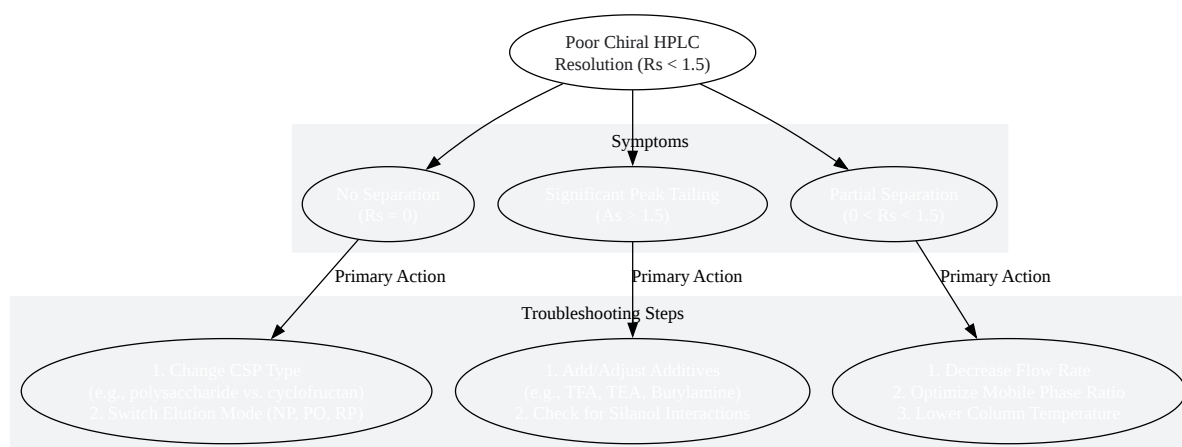 Poor Chiral HPLC
Resolution (Rs < 1.5)
Symptoms
No Separation
(Rs = 0)
Significant Peak Tailing
(As > 1.5)
Partial Separation
(0 < Rs < 1.5)
Primary Action
Primary Action
Primary Action
Troubleshooting Steps
1. Change CSP Type
(e.g., polysaccharide vs. cyclofructan)
2. Switch Elution Mode (NP, PO, RP)
1. Add/Adjust Additives
(e.g., TFA, TEA, Butylamine)
2. Check for Silanol Interactions
1. Decrease Flow Rate
2. Optimize Mobile Phase Ratio
3. Lower Column Temperature